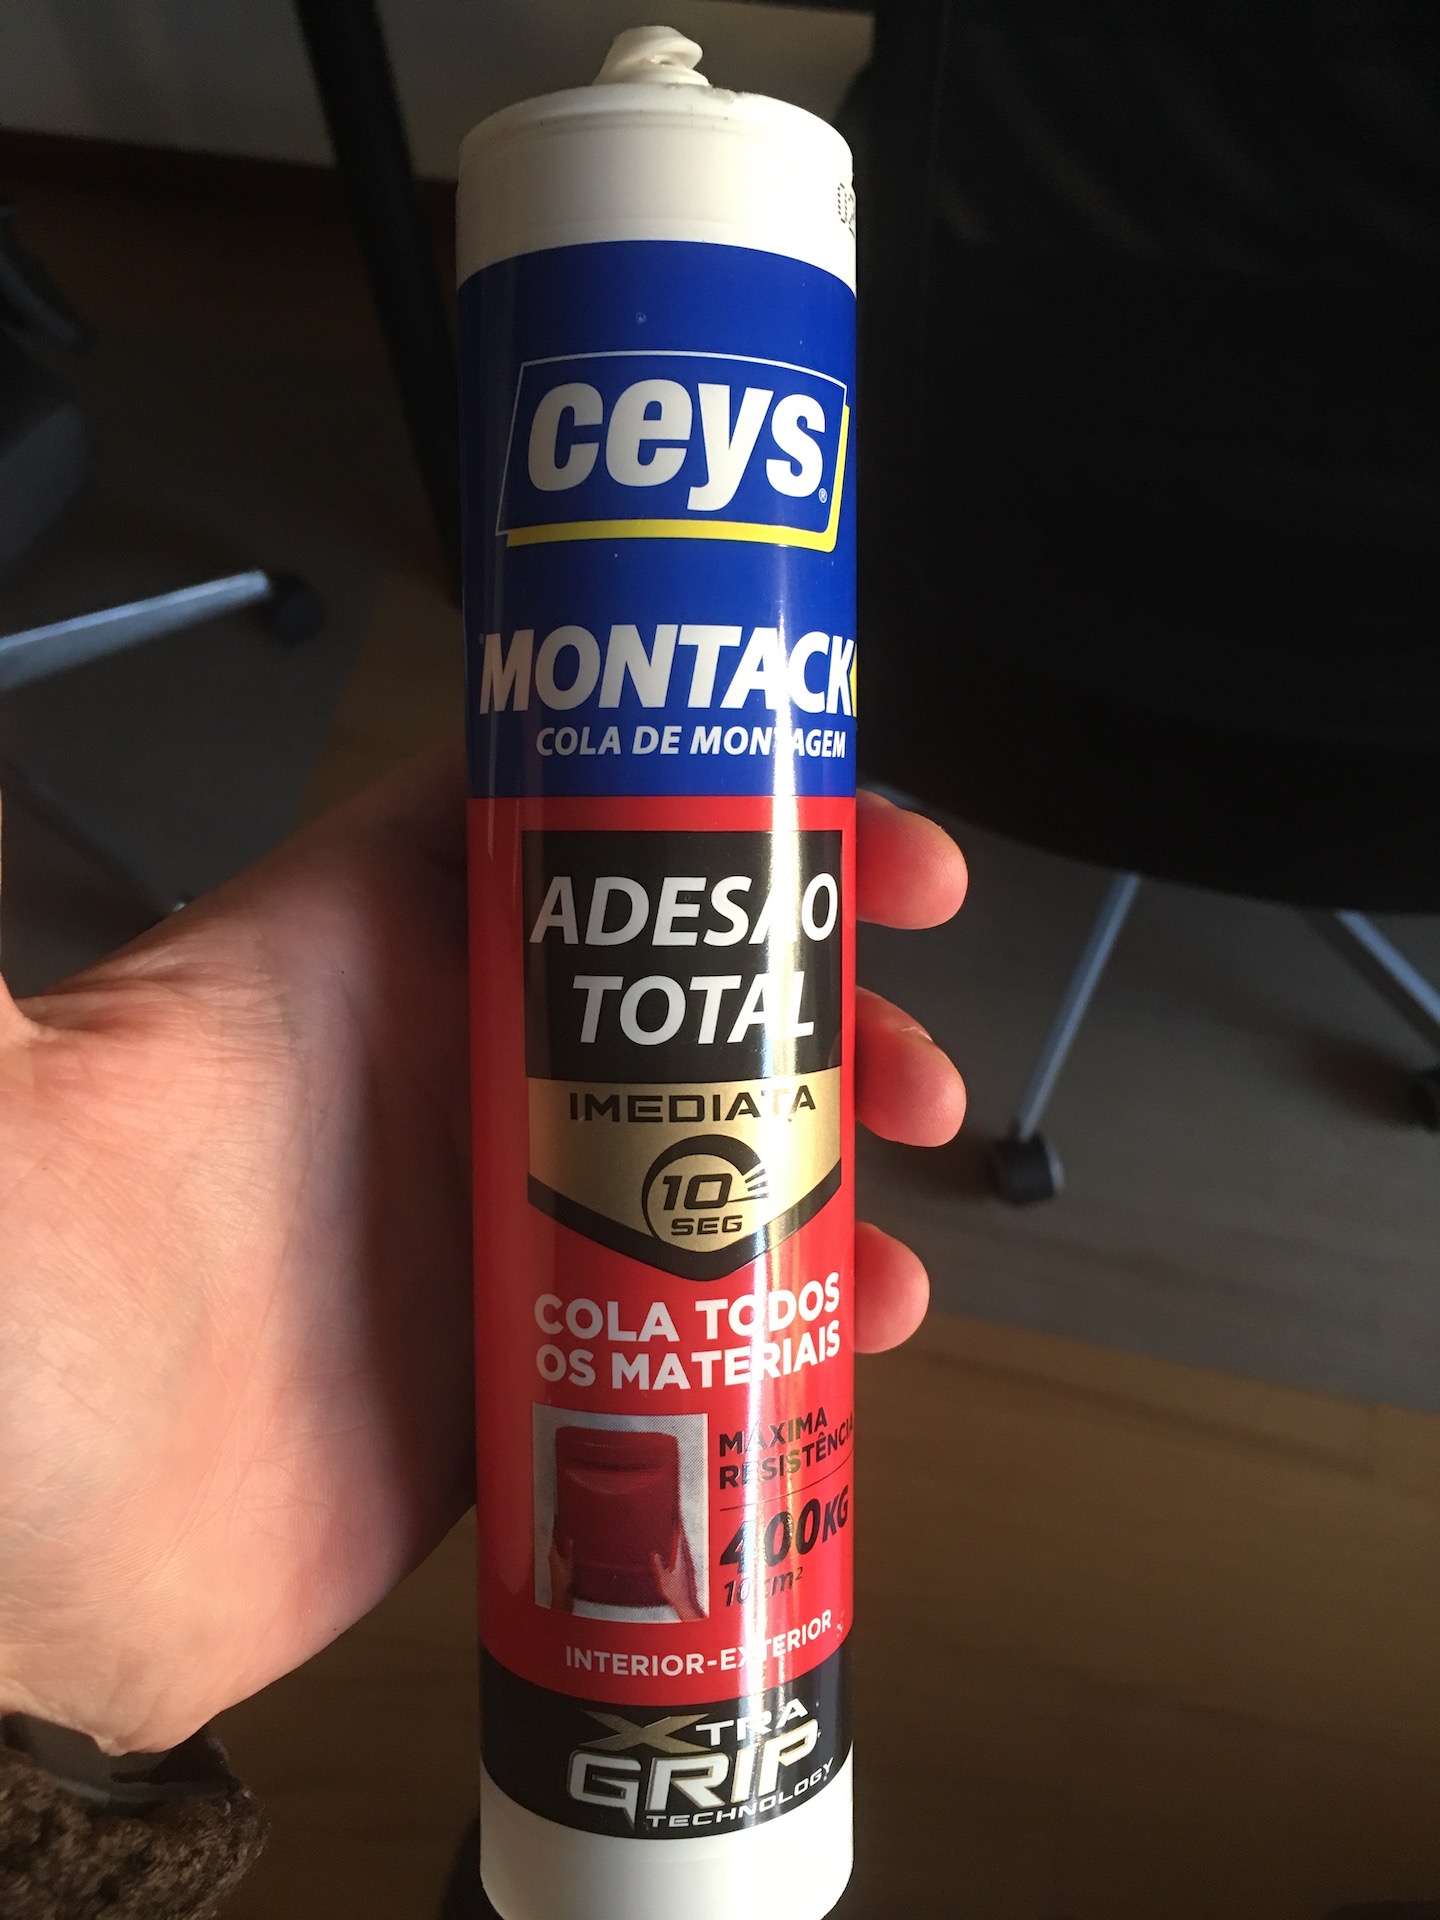 ceys®
MONTACK
COLA DE MONTAGEM
ADESÃO
TOTAL
IMEDIATA
10
SEG
COLA TODOS
OS MATERIAIS
MÁXIMA
RESISTÊNCIA
400KG
10cm²
INTERIOR-EXTERIOR
XTRA
GRIP
TECHNOLOGY